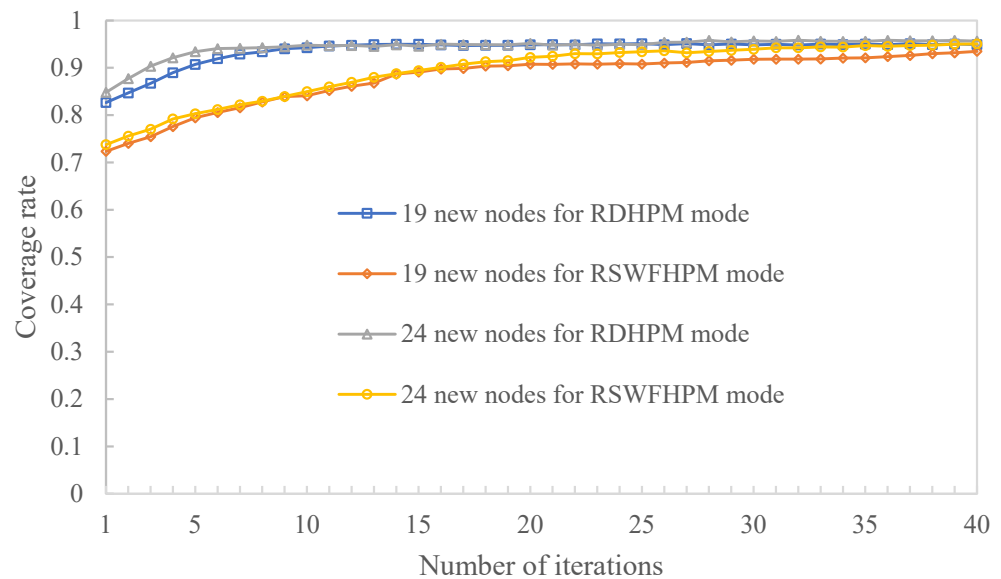 1
0.9
0.8
0.7
0.6
0.5
0.4
0.3
0.2
0.1
0
Coverage rate
19 new nodes for RDHPM mode
19 new nodes for RSWFHPM mode
24 new nodes for RDHPM mode
24 new nodes for RSWFHPM mode
1 5 10 15 20 25 30 35 40
Number of iterations